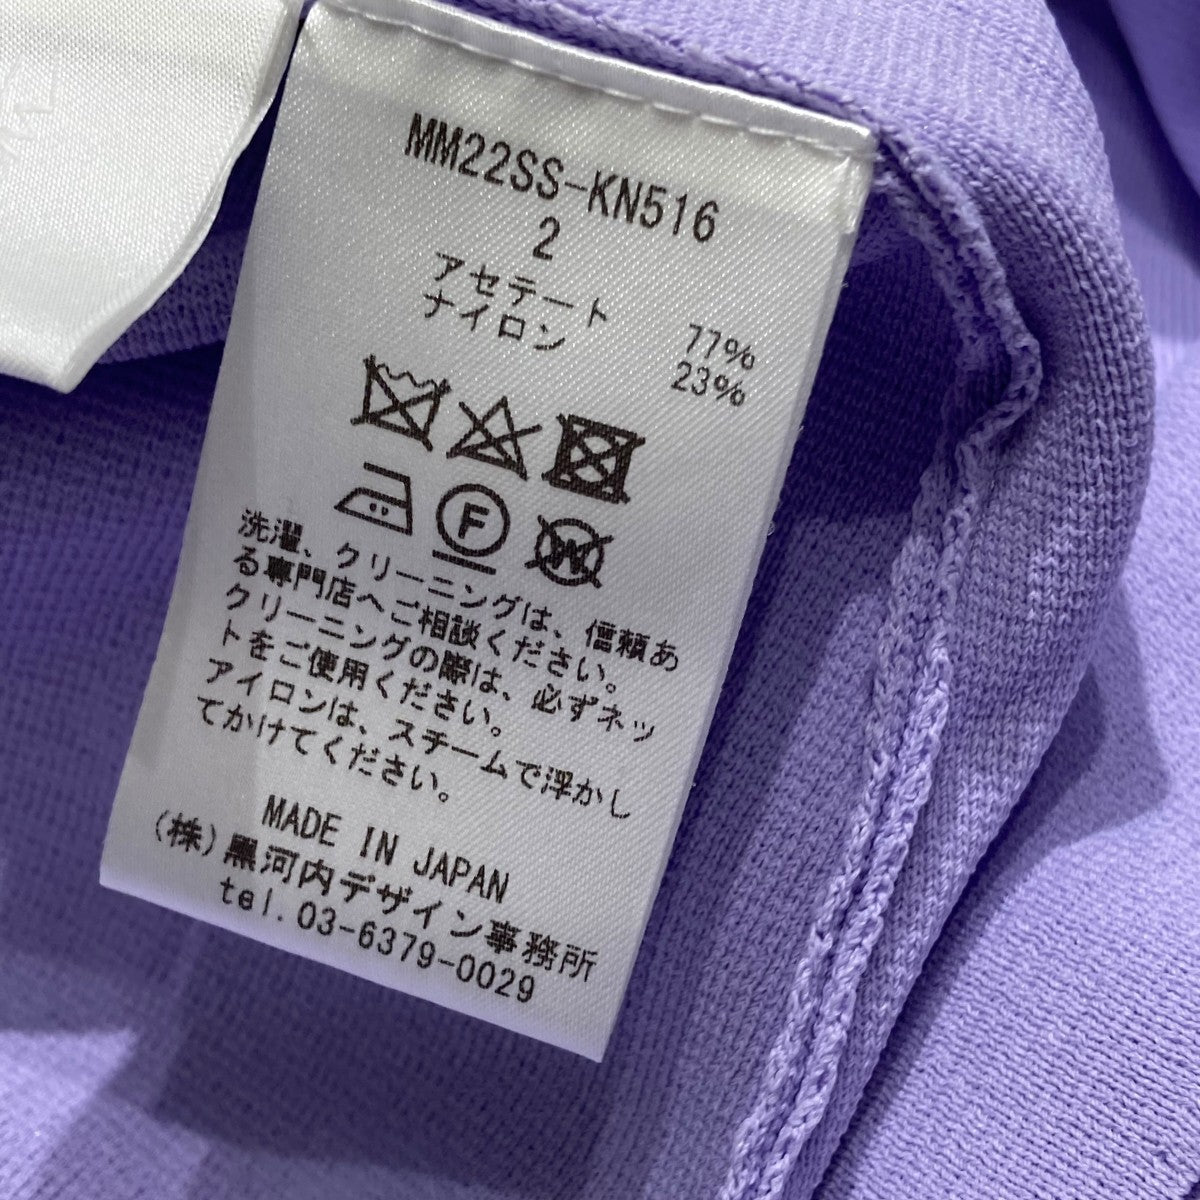 MM22SS-KN516
2
アセテート 77%
ナイロン 23%
F
W
洗濯、クリーニングは、信頼あ
る専門店へご相談ください。
クリーニングの際は、必ずネッ
トをご使用ください。
アイロンは、スチームで浮かし
てかけてください。
MADE IN JAPAN
(株)黒河内デザイン事務所
tel.03-6379-0029